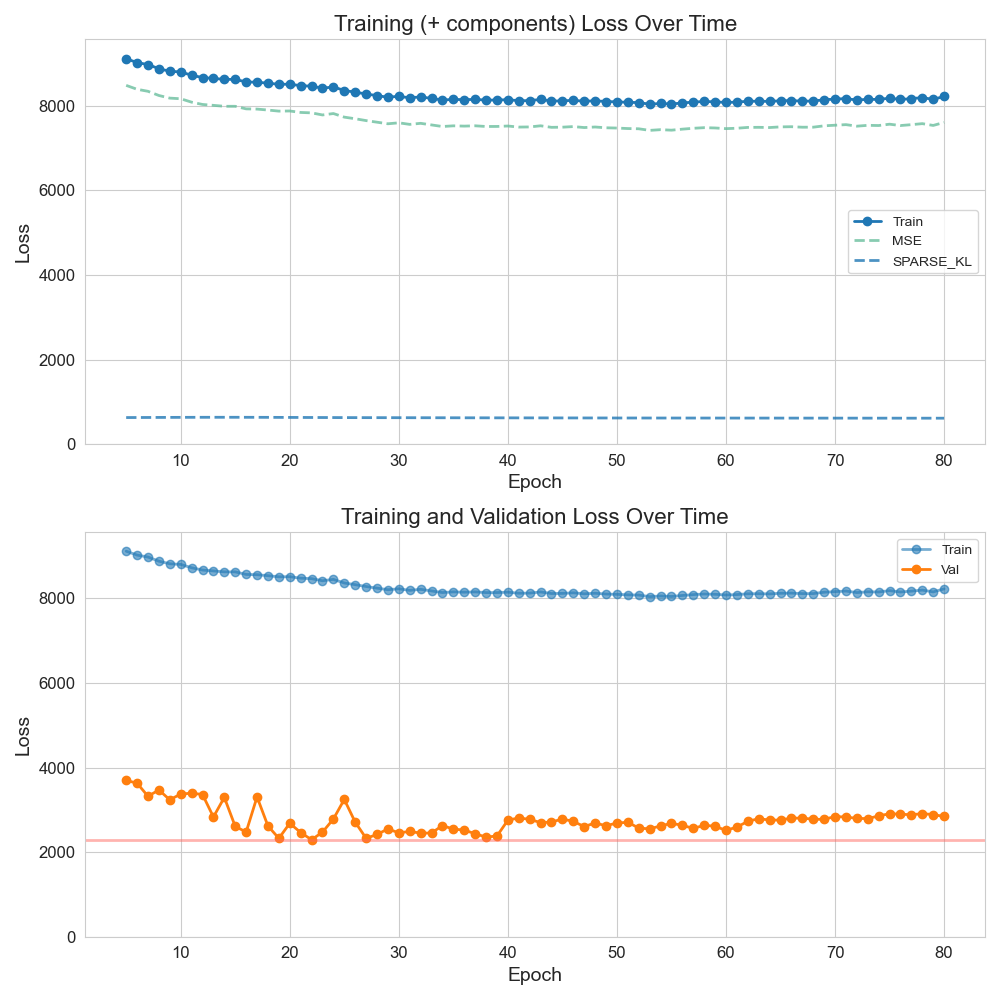 Training (+ components) Loss Over Time
Loss
8000
6000
4000
2000
0
Train
MSE
SPARSE_KL
10 20 30 40 50 60 70 80
Epoch
Training and Validation Loss Over Time
Loss
8000
6000
4000
2000
0
Train
Val
10 20 30 40 50 60 70 80
Epoch